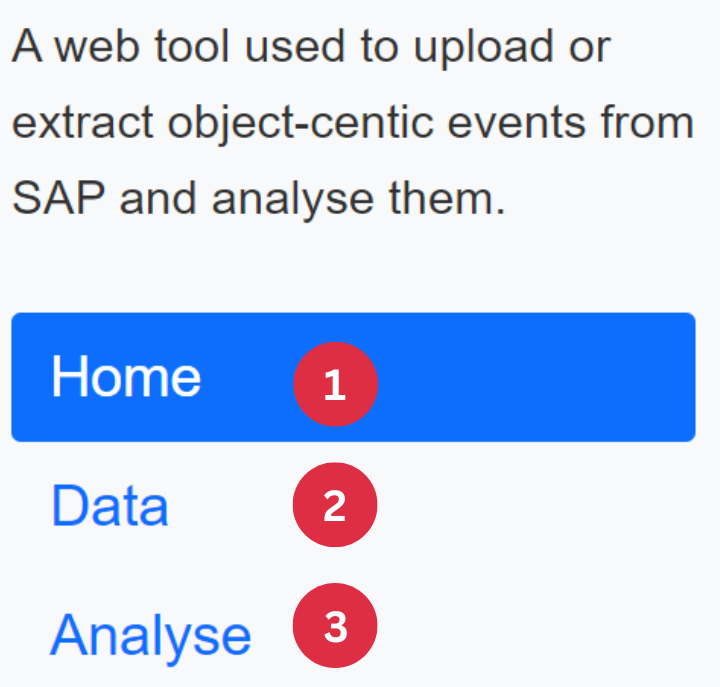 A web tool used to upload or
extract object-centic events from
SAP and analyse them.
Home 1
Data 2
Analyse 3